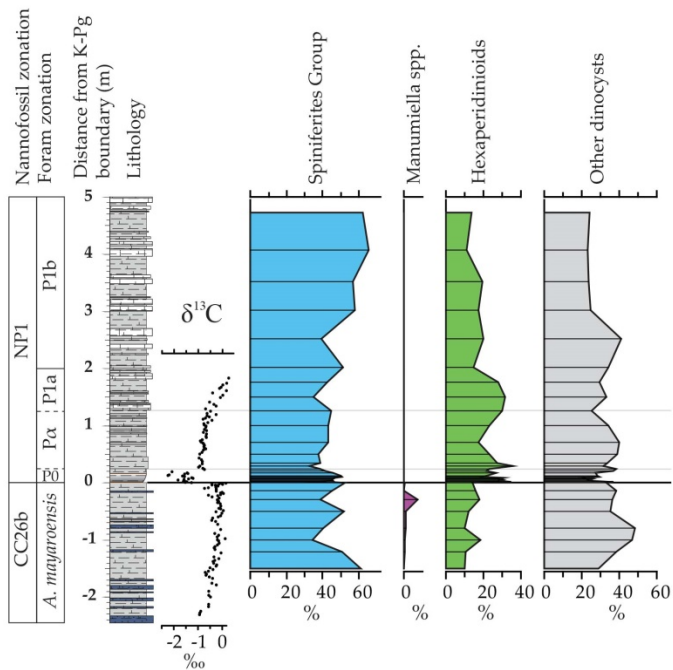 Nannofossil zonation
Foram zonation
Distance from K-Pg
boundary (m)
Lithology
Spiniferites Group
Manumiella spp.
Hexaperidinioids
Other dinocysts
NP1
CC26b
P1b
P1a
Pα
P0
A. mayaroensis
5
4
3
2
1
0
-1
-2
δ¹³C
-2 -1 0
‰
0 20 40 60
%
0
%
0 20 40
%
0 20 40 60
%